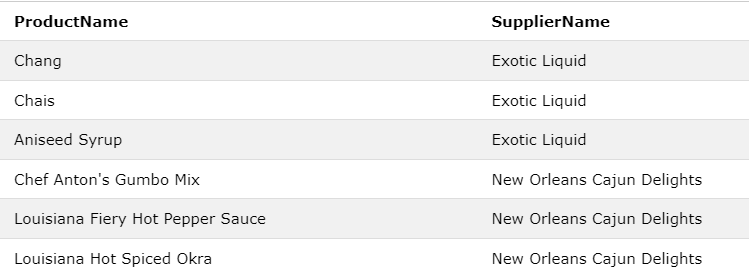 ProductName SupplierName
Chang Exotic Liquid
Chais Exotic Liquid
Aniseed Syrup Exotic Liquid
Chef Anton's Gumbo Mix New Orleans Cajun Delights
Louisiana Fiery Hot Pepper Sauce New Orleans Cajun Delights
Louisiana Hot Spiced Okra New Orleans Cajun Delights